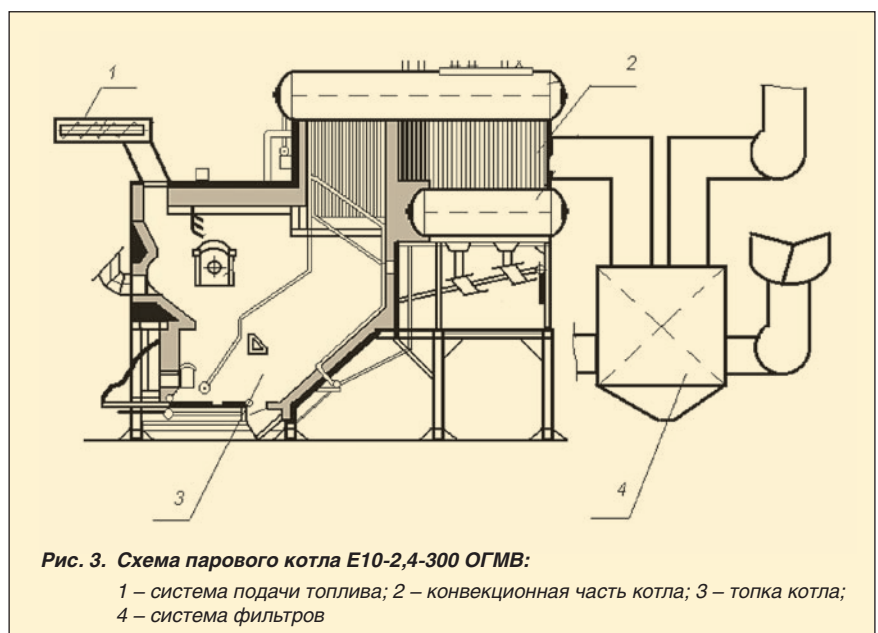 1
2
3
4
Рис. 3. Схема парового котла Е10-2,4-300 ОГМВ:
1 – система подачи топлива; 2 – конвекционная часть котла; 3 – топка котла;
4 – система фильтров